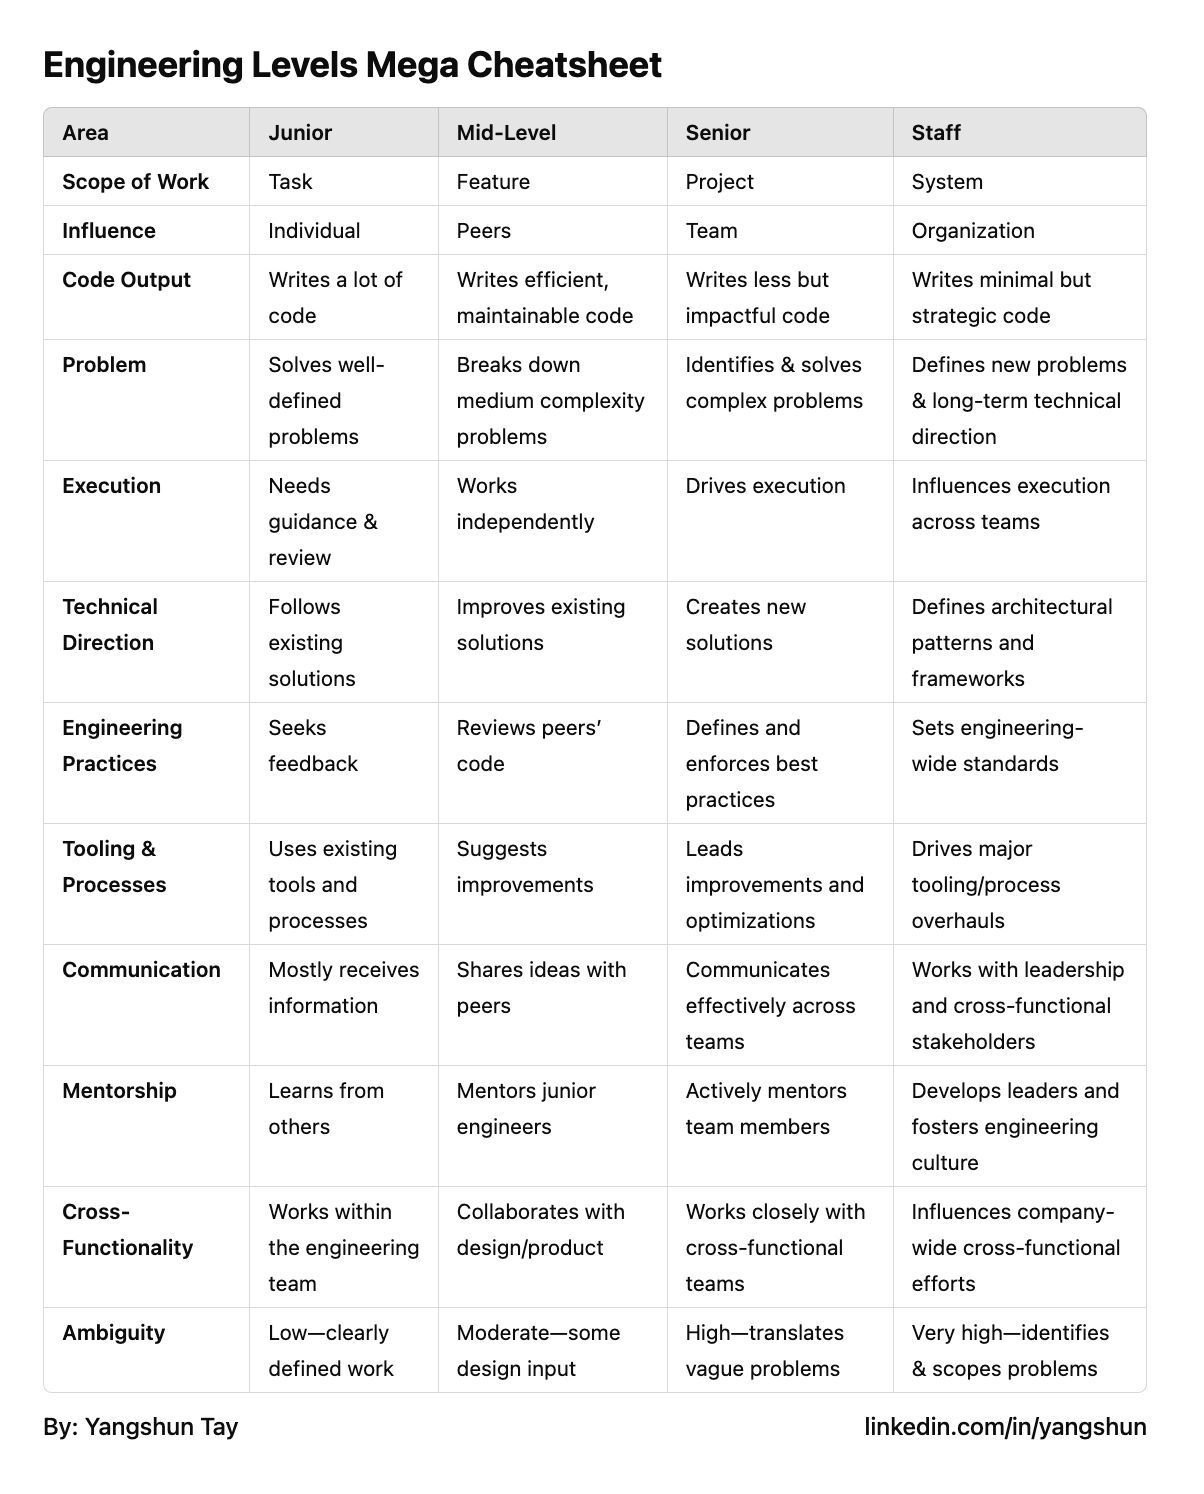 Engineering Levels Mega Cheatsheet
Area Junior Mid-Level Senior Staff
Scope of Work Task Feature Project System
Influence Individual Peers Team Organization
Code Output Writes a lot of Writes efficient, Writes less but Writes minimal but
code maintainable code impactful code strategic code
Problem Solves well- Breaks down Identifies & solves Defines new problems
defined medium complexity complex problems & long-term technical
problems problems direction
Execution Needs Works Drives execution Influences execution
guidance & independently across teams
review
Technical Follows Improves existing Creates new Defines architectural
Direction existing solutions solutions patterns and
solutions frameworks
Engineering Seeks Reviews peers’ Defines and Sets engineering-
Practices feedback code enforces best wide standards
practices
Tooling & Uses existing Suggests Leads Drives major
Processes tools and improvements improvements and tooling/process
processes optimizations overhauls
Communication Mostly receives Shares ideas with Communicates Works with leadership
information peers effectively across and cross-functional
teams stakeholders
Mentorship Learns from Mentors junior Actively mentors Develops leaders and
others engineers team members fosters engineering
culture
Cross- Works within Collaborates with Works closely with Influences company-
Functionality the engineering design/product cross-functional wide cross-functional
team teams efforts
Ambiguity Low—clearly Moderate—some High—translates Very high—identifies
defined work design input vague problems & scopes problems
By: Yangshun Tay linkedin.com/in/yangshun